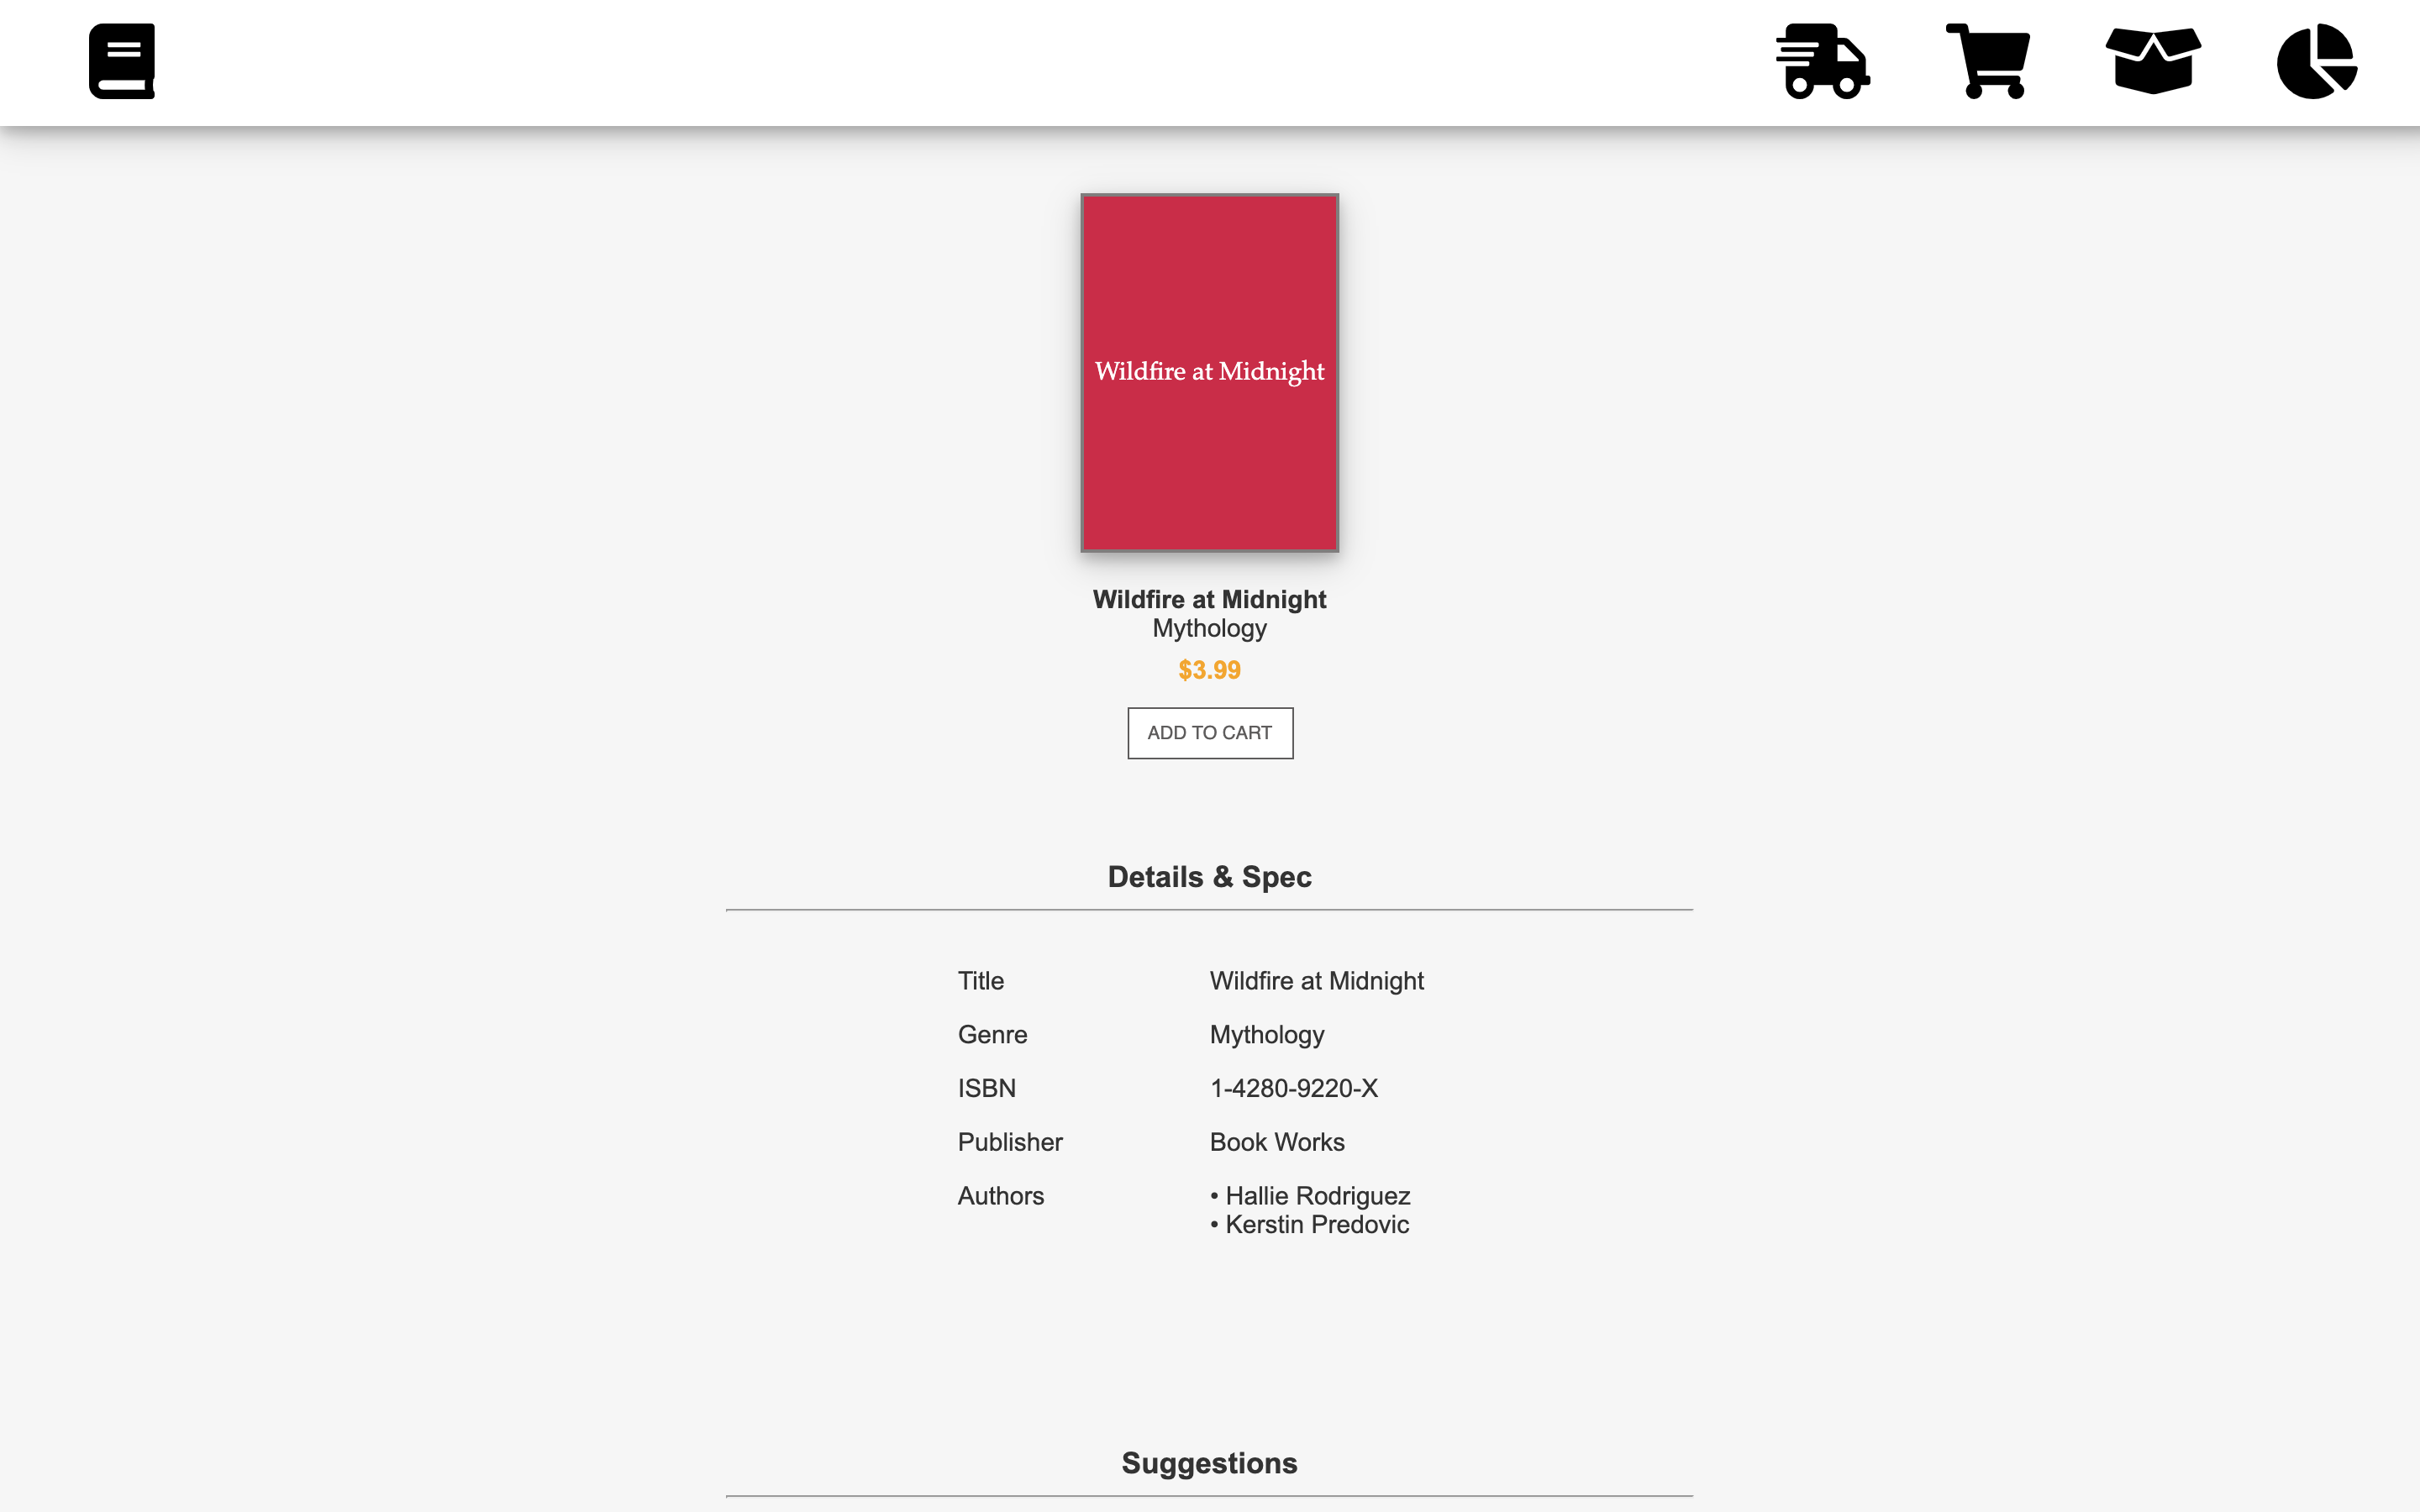 Wildfire at Midnight
Wildfire at Midnight
Mythology
$3.99
ADD TO CART
Details & Spec
Title Wildfire at Midnight
Genre Mythology
ISBN 1-4280-9220-X
Publisher Book Works
Authors • Hallie Rodriguez
• Kerstin Predovic
Suggestions